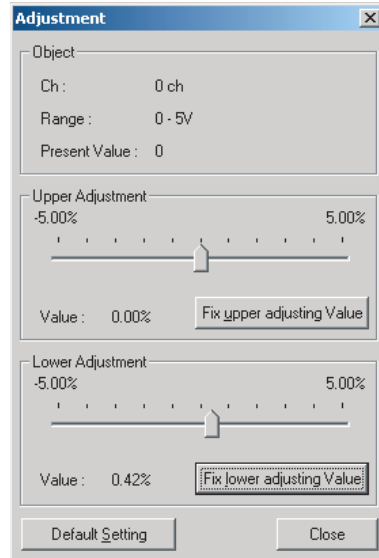 Adjustment
Object
Ch : 0 ch
Range : 0 - 5V
Present Value : 0
Upper Adjustment
-5.00% 5.00%
Value : 0.00% Fix upper adjusting Value
Lower Adjustment
-5.00% 5.00%
Value : 0.42% Fix lower adjusting Value
Default Setting Close